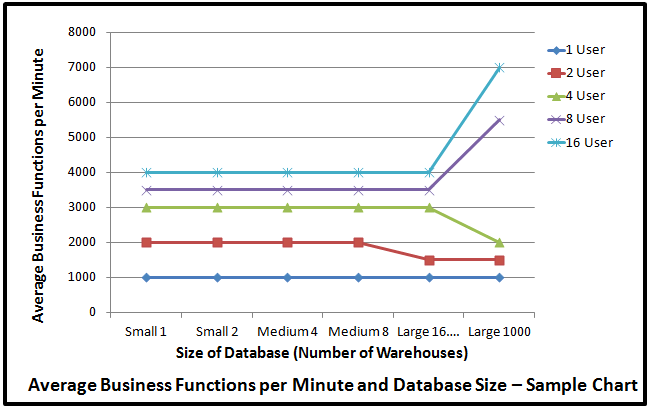 8000
7000
6000
5000
4000
3000
2000
1000
0
Average Business Functions per Minute
Small 1
Small 2
Medium 4
Medium 8
Large 16....
Large 1000
Size of Database (Number of Warehouses)
1 User
2 User
4 User
8 User
16 User
Average Business Functions per Minute and Database Size – Sample Chart